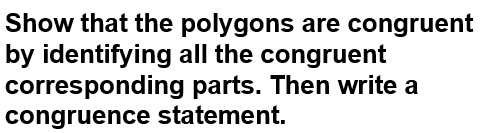 Show that the polygons are congruent
by identifying all the congruent
corresponding parts. Then write a
congruence statement.